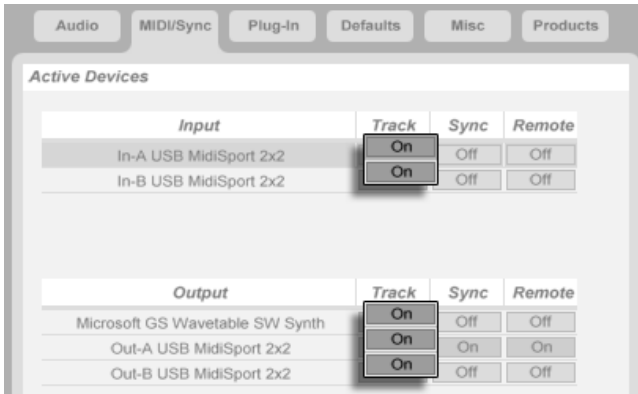 Audio MIDI/Sync Plug-In Defaults Misc Products
Active Devices
Input Track Sync Remote
In-A USB MidiSport 2x2 On Off Off
In-B USB MidiSport 2x2 On Off Off
Output Track Sync Remote
Microsoft GS Wavetable SW Synth On Off Off
Out-A USB MidiSport 2x2 On On On
Out-B USB MidiSport 2x2 On Off Off